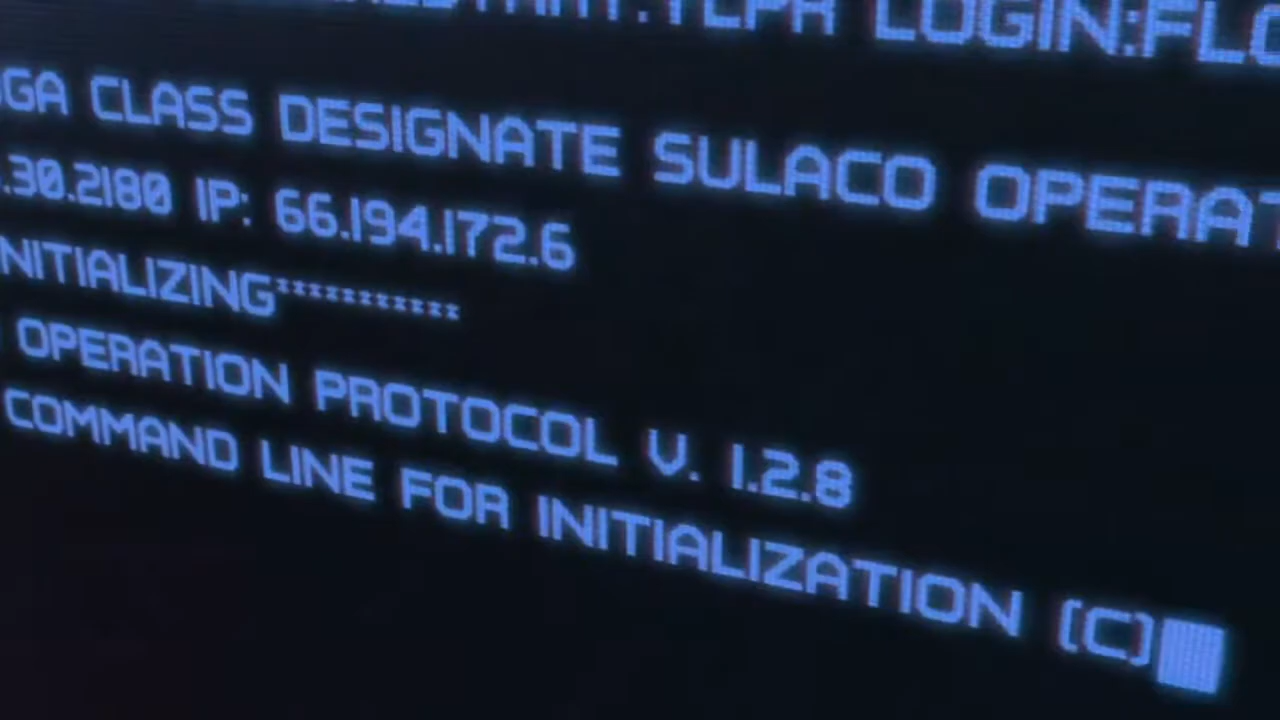 LOGIN:FLO
GA CLASS DESIGNATE SULACO OPERAT
.30.2180 IP: 66.194.172.6
NITIALIZING***********
OPERATION PROTOCOL V. 1.2.8
COMMAND LINE FOR INITIALIZATION (C)